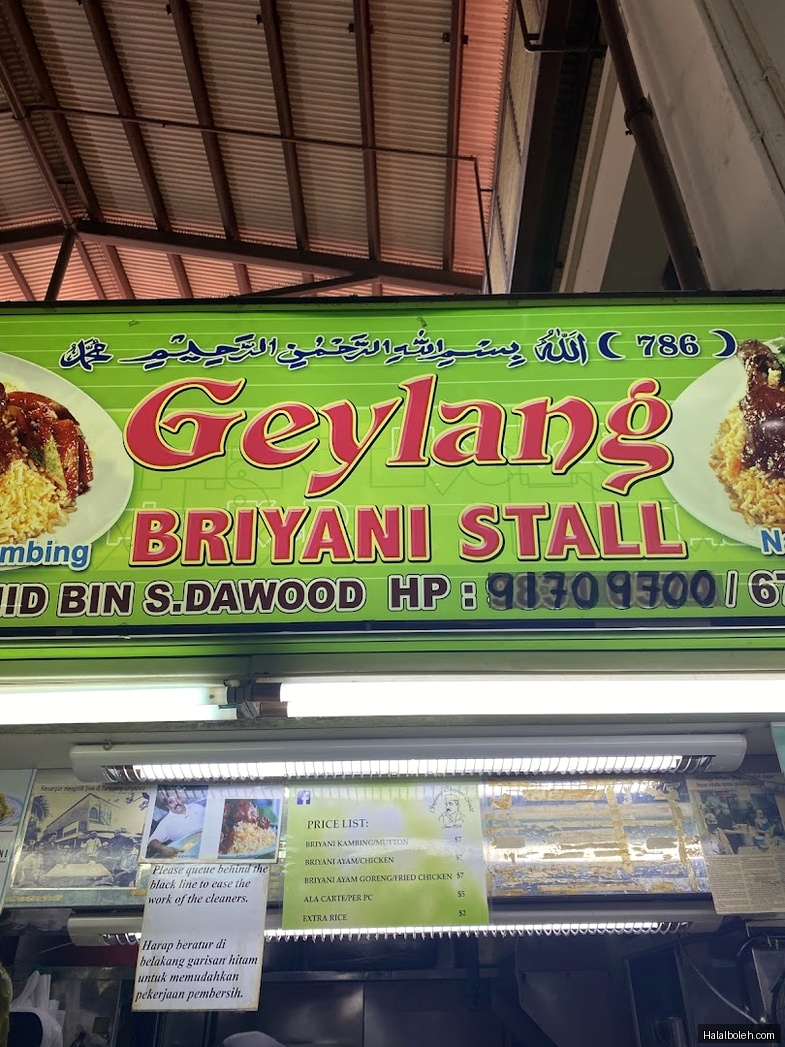 محمد بسم الله الرحمن الرحيم الله ( 786 )
Geylang
BRIYANI STALL
mbing
Na
ID BIN S.DAWOOD HP : 91709700 / 67
PRICE LIST:
BRIYANI KAMBING/MUTTON $7
BRIYANI AYAM/CHICKEN
BRIYANI AYAM GORENG/FRIED CHICKEN $7
ALA CARTE/PER PC $5
EXTRA RICE $2
Please queue behind the
black line to ease the
work of the cleaners.
Harap beratur di
belakang garisan hitam
untuk memudahkan
pekerjaan pembersih.
Halalboleh.com